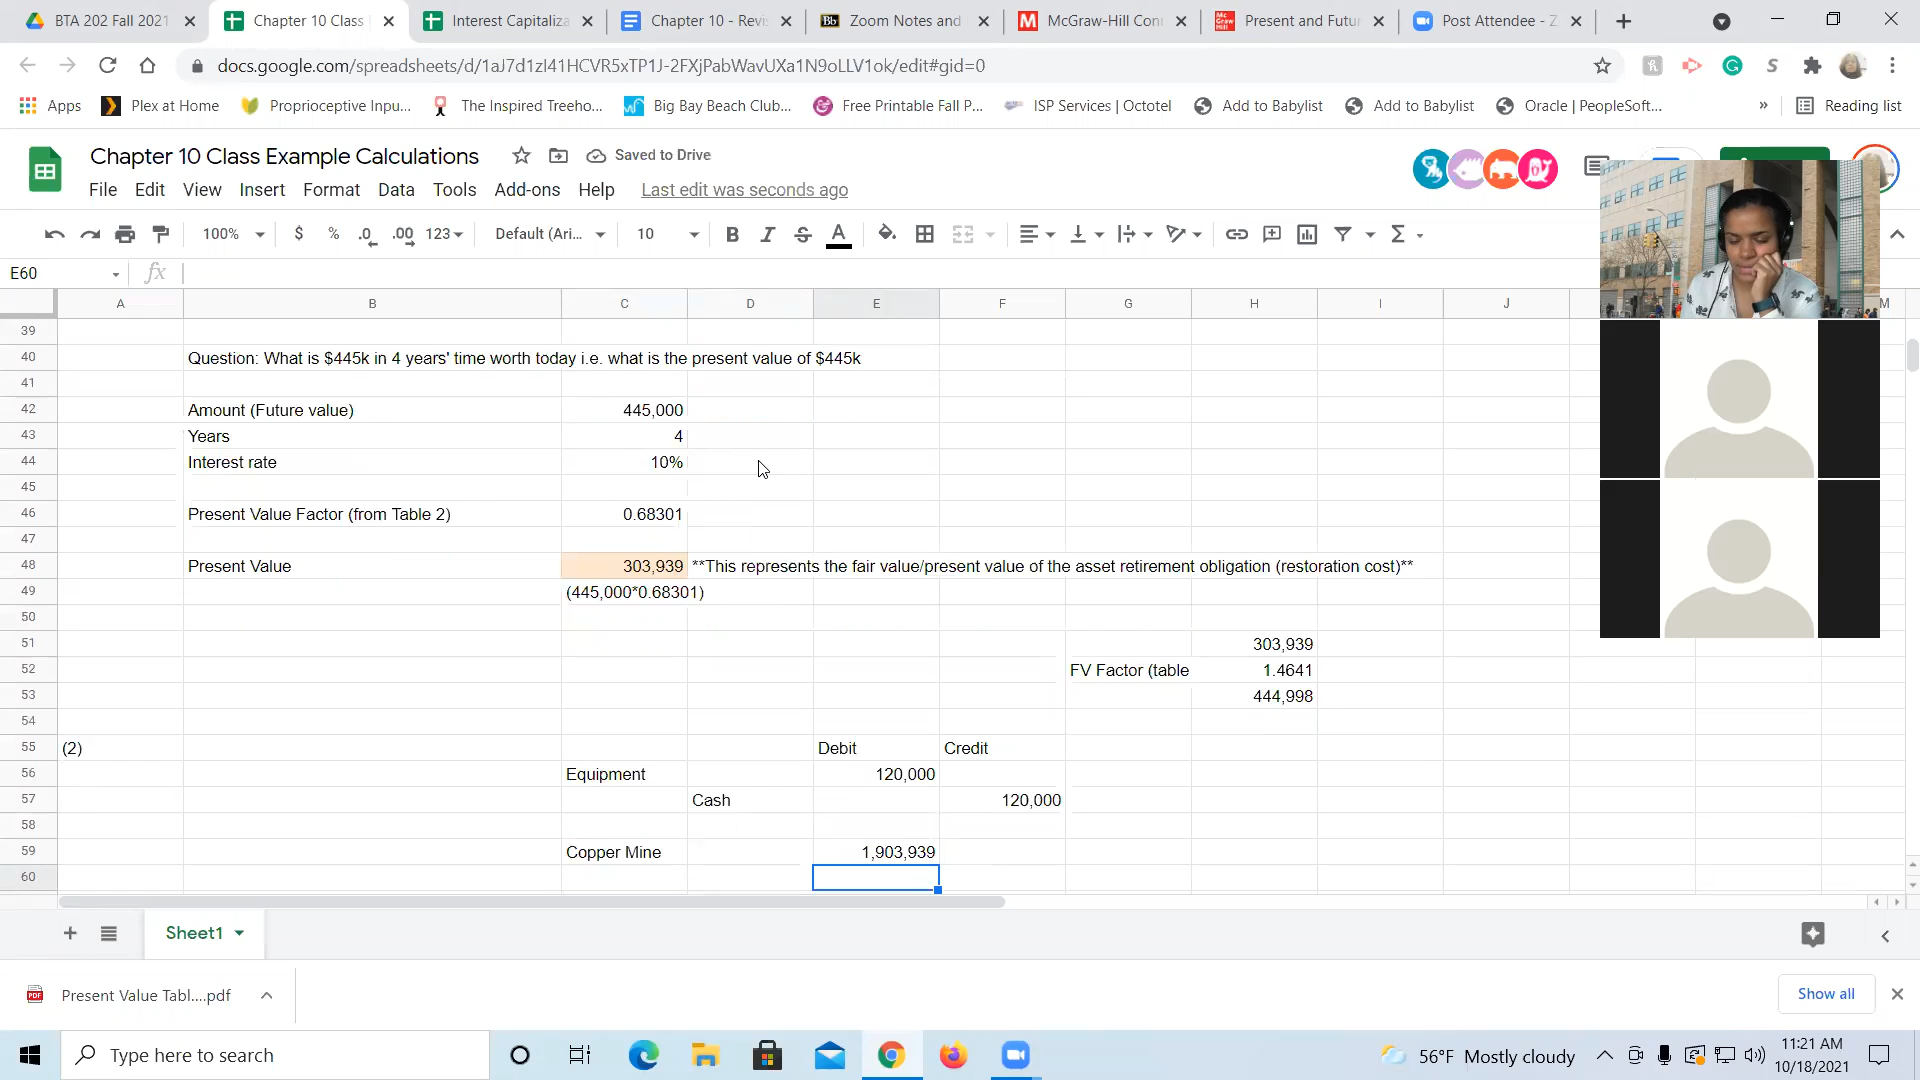 BTA 202 Fall 2021
Chapter 10 Class
Interest Capitaliza
Chapter 10 - Revis
Zoom Notes and
McGraw-Hill Con
Present and Futur
Post Attendee - Z
docs.google.com/spreadsheets/d/1aJ7d1zI41HCVR5xTP1J-2FXjPabWavUXa1N9oLLV1ok/edit#gid=0
Apps
Plex at Home
Proprioceptive Inpu...
The Inspired Treeho...
Big Bay Beach Club...
Free Printable Fall P...
ISP Services | Octotel
Add to Babylist
Add to Babylist
Oracle | PeopleSoft...
»
Reading list
Chapter 10 Class Example Calculations
Saved to Drive
File Edit View Insert Format Data Tools Add-ons Help Last edit was seconds ago
100% $ % .0 .00 123 Default (Ari... 10 B I S A
E60 fx
A B C D E F G H I J M
39
40 Question: What is $445k in 4 years' time worth today i.e. what is the present value of $445k
41
42 Amount (Future value) 445,000
43 Years 4
44 Interest rate 10%
45
46 Present Value Factor (from Table 2) 0.68301
47
48 Present Value 303,939 **This represents the fair value/present value of the asset retirement obligation (restoration cost)**
49 (445,000*0.68301)
50
51 303,939
52 FV Factor (table 1.4641
53 444,998
54
55 (2) Debit Credit
56 Equipment 120,000
57 Cash 120,000
58
59 Copper Mine 1,903,939
60
Sheet1
Present Value Tabl....pdf
Show all
Type here to search
56°F Mostly cloudy
11:21 AM
10/18/2021